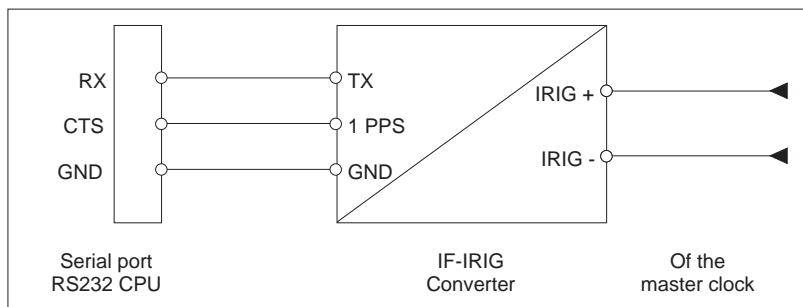 RX
TX
IRIG +
CTS
1 PPS
GND
GND
IRIG -
Serial port
RS232 CPU
IF-IRIG
Converter
Of the
master clock